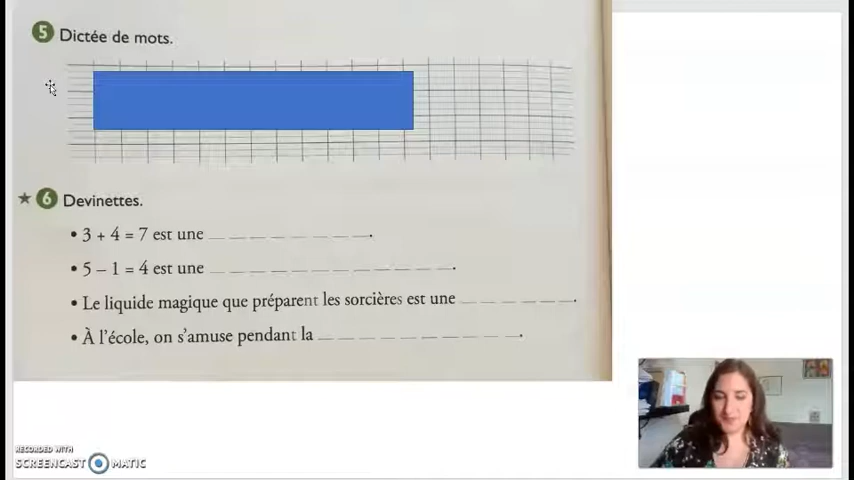 5 Dictée de mots.
6 Devinettes.
• 3 + 4 = 7 est une ________.
• 5 – 1 = 4 est une ____________.
• Le liquide magique que préparent les sorcières est une ______.
• À l'école, on s'amuse pendant la __________.
RECORDED WITH
SCREENCAST MATIC